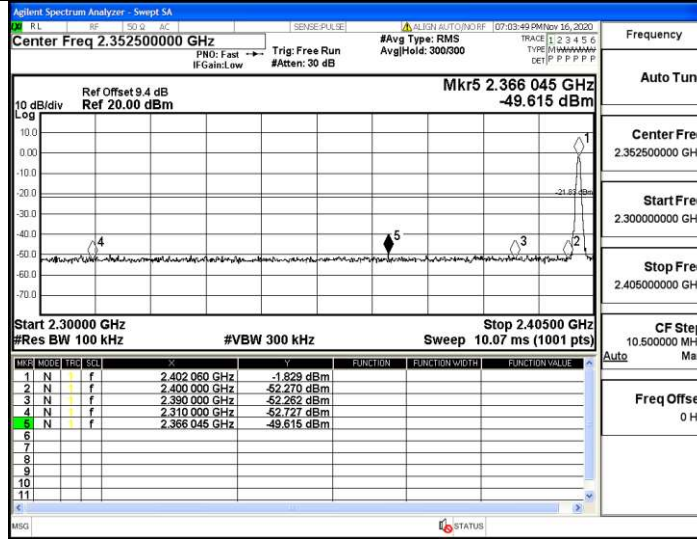 Agilent Spectrum Analyzer - Swept SA
RL RF 50 Ω AC SENSE:PULSE ALIGN AUTO/NO RF 07:03:49 PM Nov 16, 2020
Center Freq 2.352500000 GHz
PNO: Fast
IFGain:Low
Trig: Free Run
#Atten: 30 dB
#Avg Type: RMS
Avg|Hold: 300/300
TRACE 1 2 3 4 5 6
TYPE
DET P P P P P P
Frequency
Auto Tun
Center Fre
2.352500000 GH
Start Fre
2.300000000 GH
Stop Fre
2.405000000 GH
CF Step
10.500000 MH
Auto Ma
Freq Offse
0 H
Ref Offset 9.4 dB
10 dB/div Ref 20.00 dBm
Log
Mkr5 2.366 045 GHz
-49.615 dBm
10.0
0.00
-10.0
-20.0
-30.0
-40.0
-50.0
-60.0
-70.0
1
4
5
3
2
Start 2.30000 GHz Stop 2.40500 GHz
#Res BW 100 kHz #VBW 300 kHz Sweep 10.07 ms (1001 pts)
MKR MODE TRC SCL X Y FUNCTION FUNCTION WIDTH FUNCTION VALUE
1 N 1 f 2.402 060 GHz -1.829 dBm
2 N 1 f 2.400 000 GHz -52.270 dBm
3 N 1 f 2.390 000 GHz -52.262 dBm
4 N 1 f 2.310 000 GHz -52.727 dBm
5 N 1 f 2.366 045 GHz -49.615 dBm
6
7
8
9
10
11
MSG STATUS